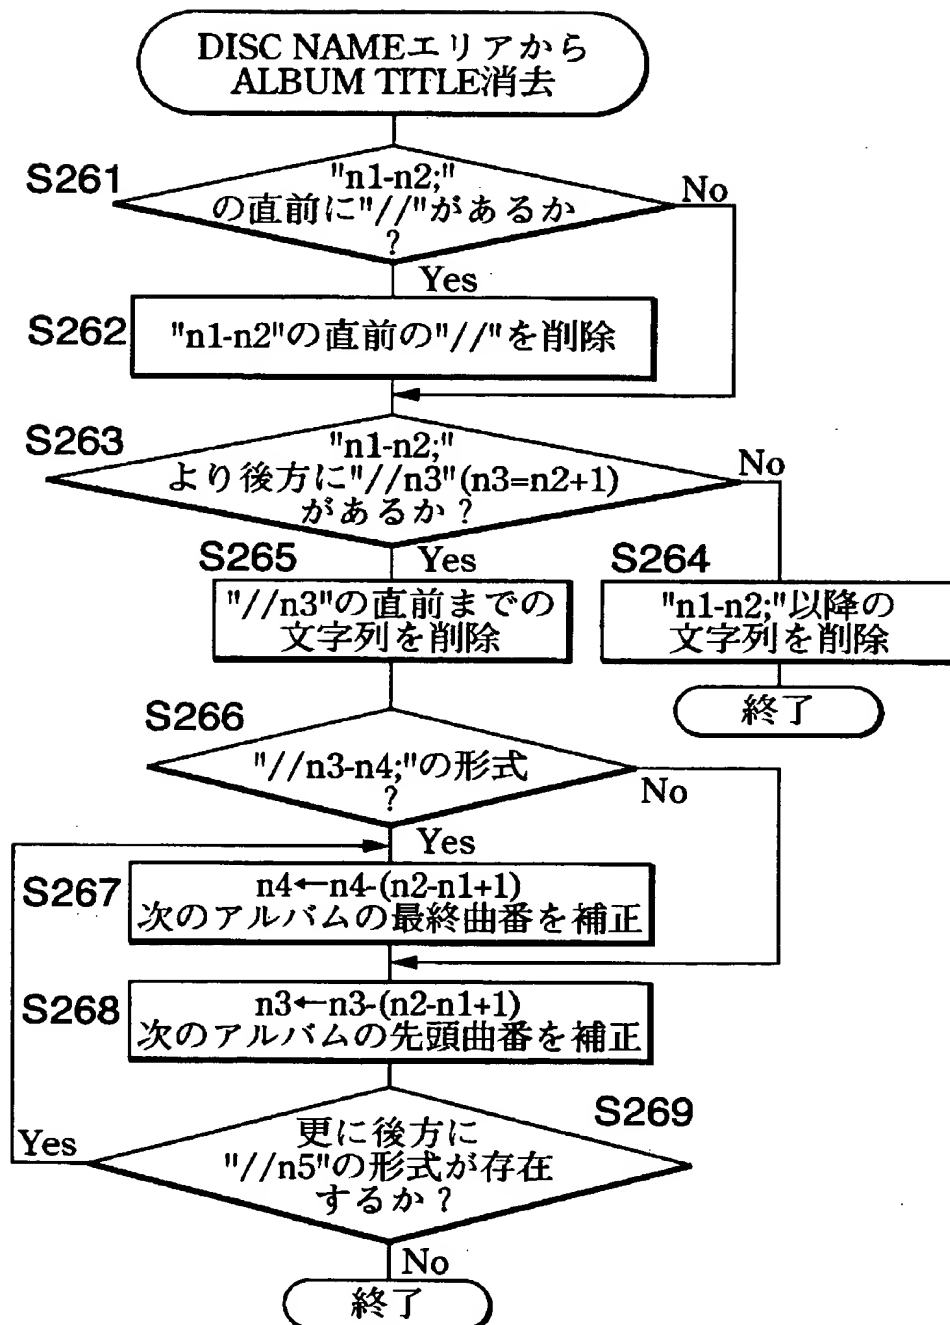 DISC NAMEエリアから
ALBUM TITLE消去
S261
"n1-n2;"
の直前に"//"があるか
?
No
Yes
S262
"n1-n2"の直前の"//"を削除
S263
"n1-n2;"
より後方に"//n3"(n3=n2+1)
があるか?
No
Yes
S265
"//n3"の直前までの
文字列を削除
S264
"n1-n2;"以降の
文字列を削除
終了
S266
"//n3-n4;"の形式
?
No
Yes
S267
n4←n4-(n2-n1+1)
次のアルバムの最終曲番を補正
S268
n3←n3-(n2-n1+1)
次のアルバムの先頭曲番を補正
S269
更に後方に
"//n5"の形式が存在
するか?
Yes
No
終了